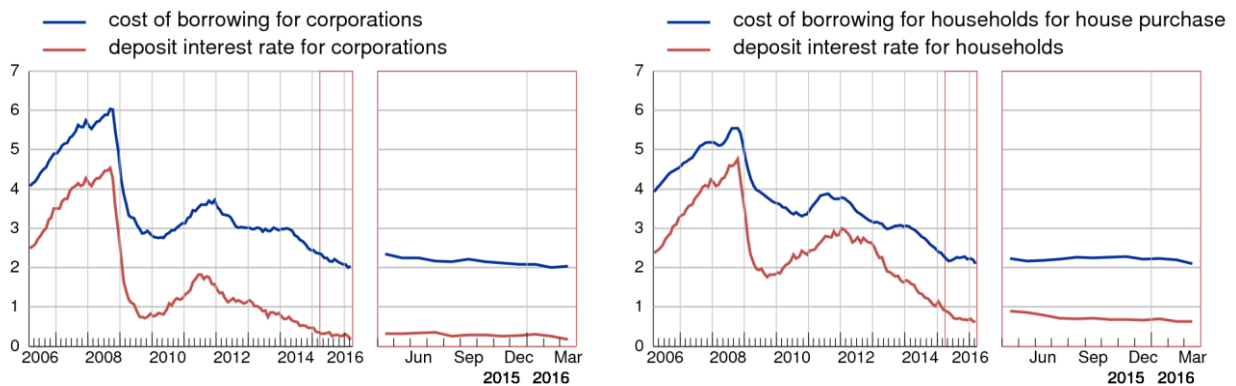 cost of borrowing for corporations
deposit interest rate for corporations
7
6
5
4
3
2
1
0
2006 2008 2010 2012 2014 2016
Jun Sep Dec Mar
2015 2016
cost of borrowing for households for house purchase
deposit interest rate for households
7
6
5
4
3
2
1
0
2006 2008 2010 2012 2014 2016
Jun Sep Dec Mar
2015 2016